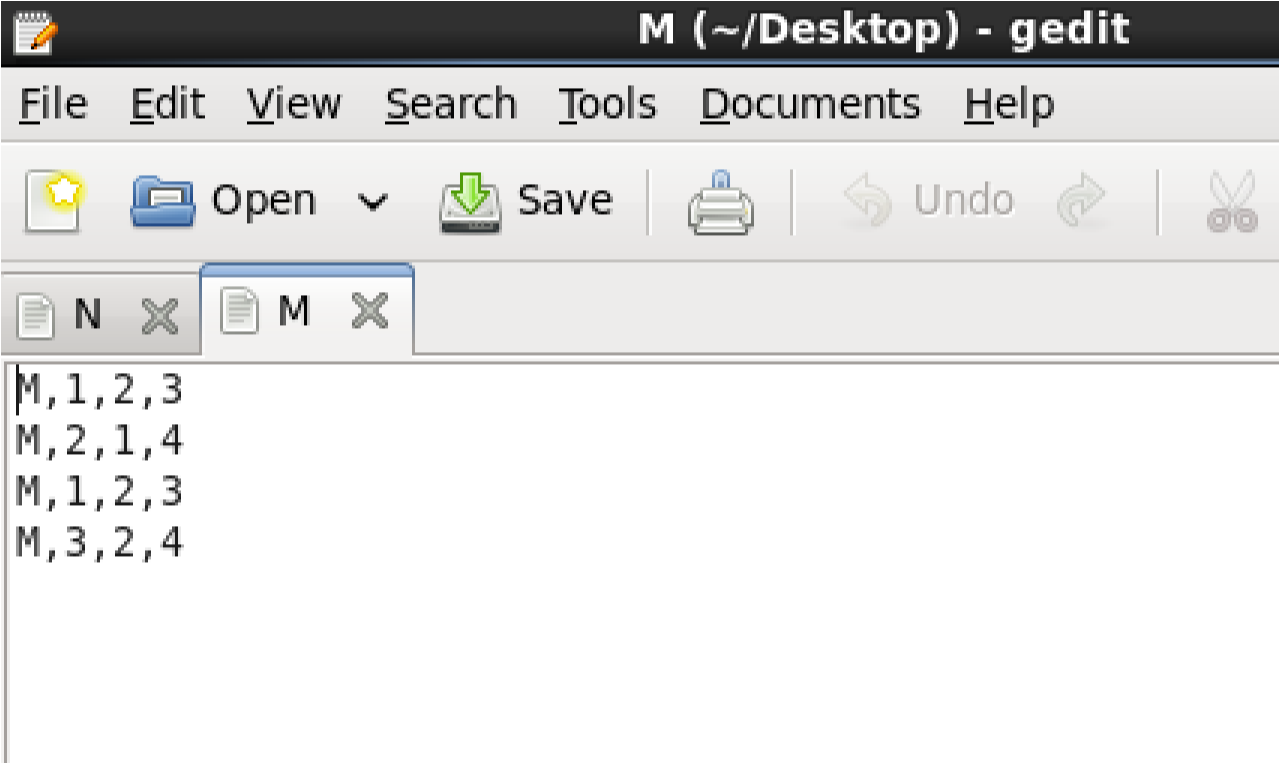 M (~/Desktop) - gedit
File Edit View Search Tools Documents Help
Open Save Undo
N M
M,1,2,3
M,2,1,4
M,1,2,3
M,3,2,4